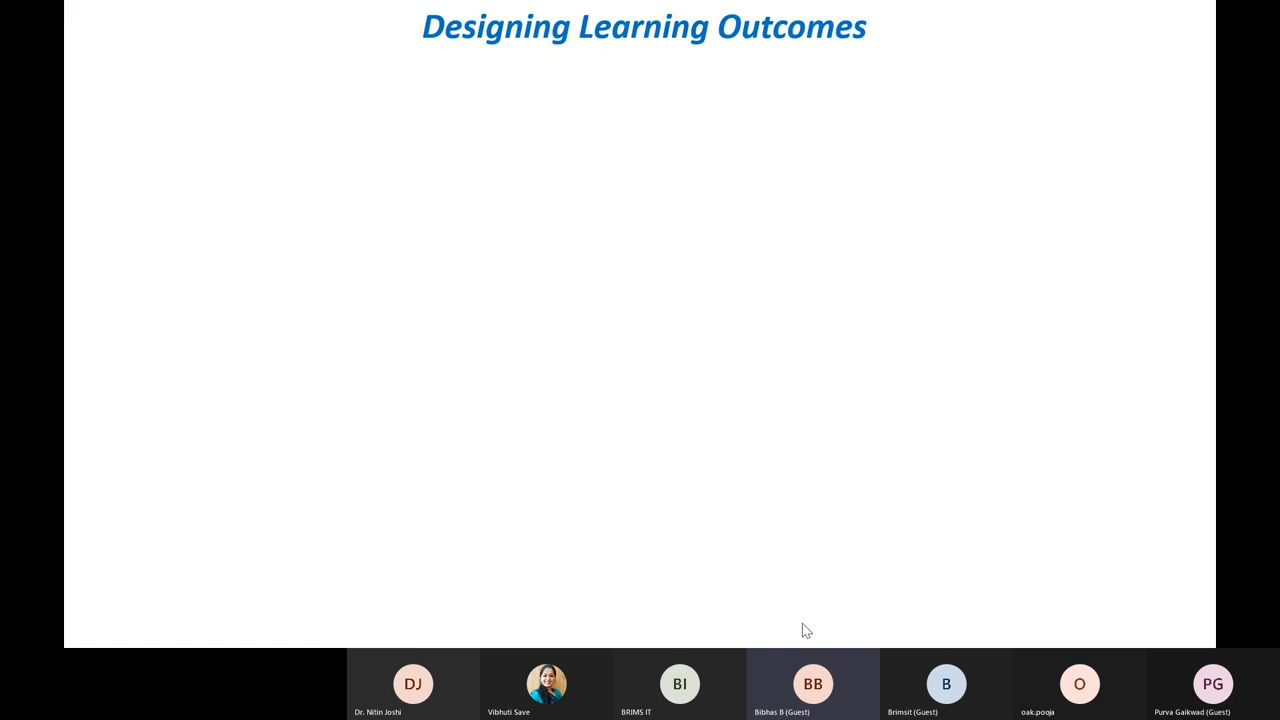 Designing Learning Outcomes
DJ
BI
BB
B
O
PG
Dr. Nitin Joshi
Vibhuti Save
BRIMS IT
Bibhas B (Guest)
Brimsit (Guest)
oak.pooja
Purva Gaikwad (Guest)